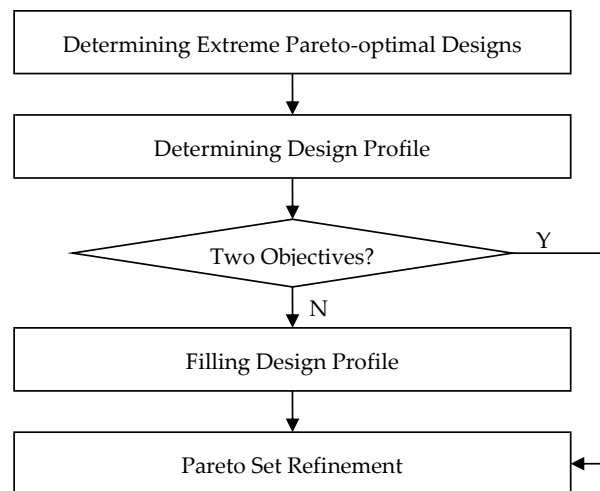 Determining Extreme Pareto-optimal Designs
Determining Design Profile
Two Objectives?
Y
N
Filling Design Profile
Pareto Set Refinement